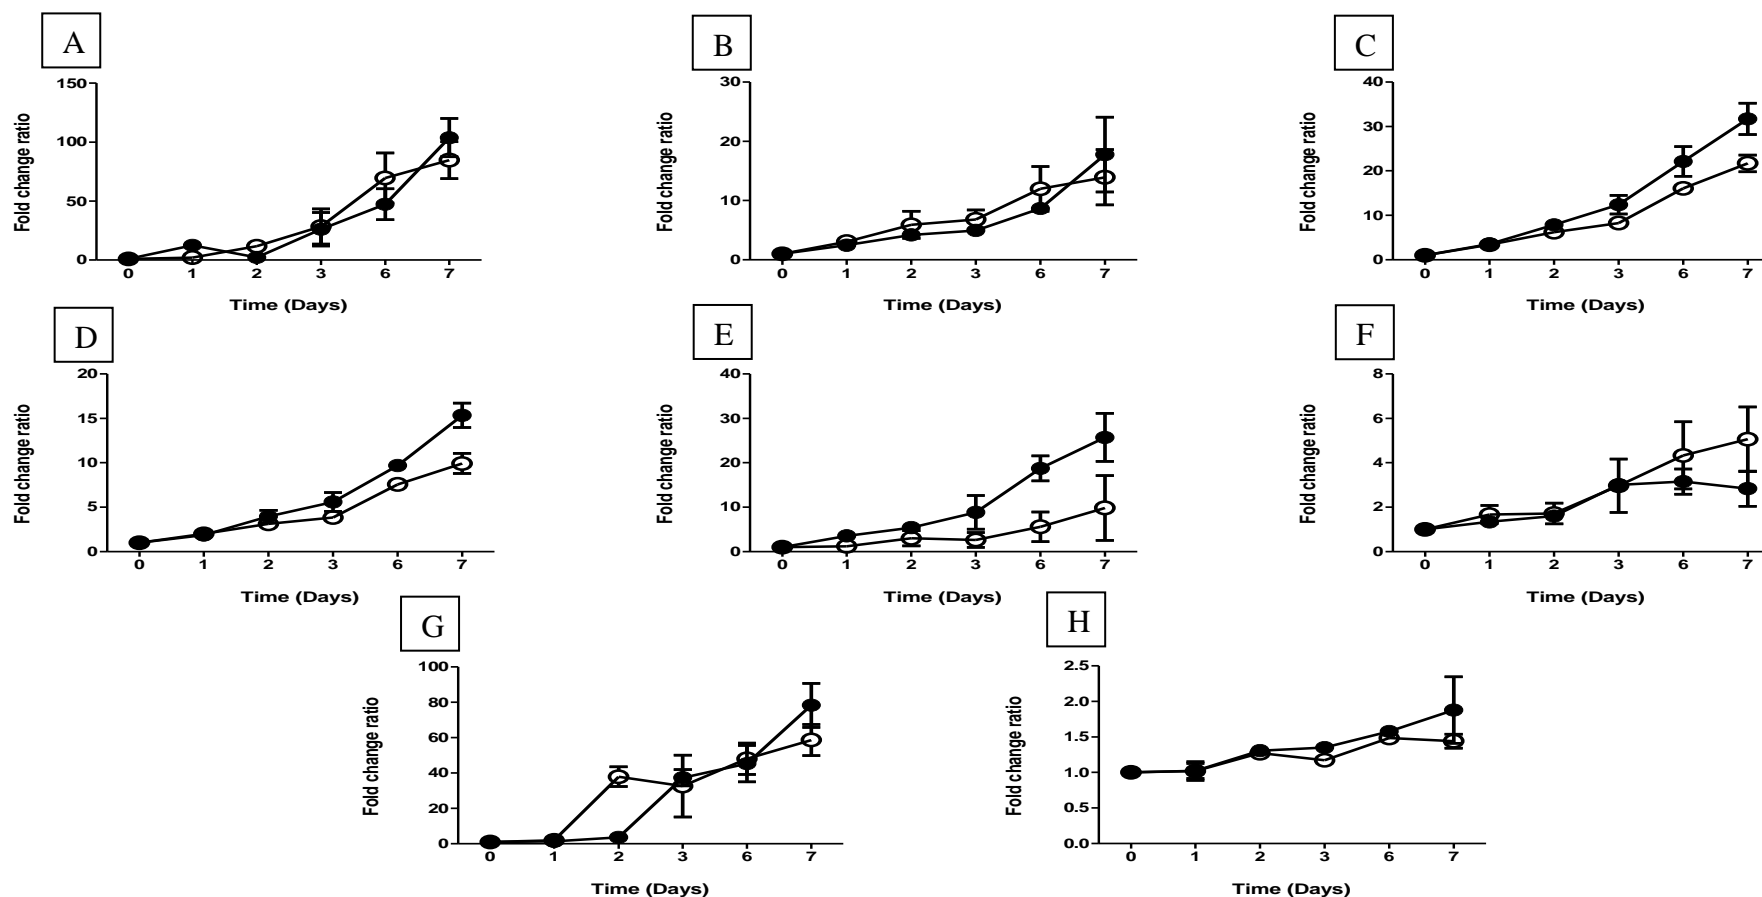 A
Fold change ratio
150
100
50
0
0 1 2 3 6 7
Time (Days)
B
Fold change ratio
30
20
10
0
0 1 2 3 6 7
Time (Days)
C
Fold change ratio
40
30
20
10
0
0 1 2 3 6 7
Time (Days)
D
Fold change ratio
20
15
10
5
0
0 1 2 3 6 7
Time (Days)
E
Fold change ratio
40
30
20
10
0
0 1 2 3 6 7
Time (Days)
F
Fold change ratio
8
6
4
2
0
0 1 2 3 6 7
Time (Days)
G
Fold change ratio
100
80
60
40
20
0
0 1 2 3 6 7
Time (Days)
H
Fold change ratio
2.5
2.0
1.5
1.0
0.5
0.0
0 1 2 3 6 7
Time (Days)